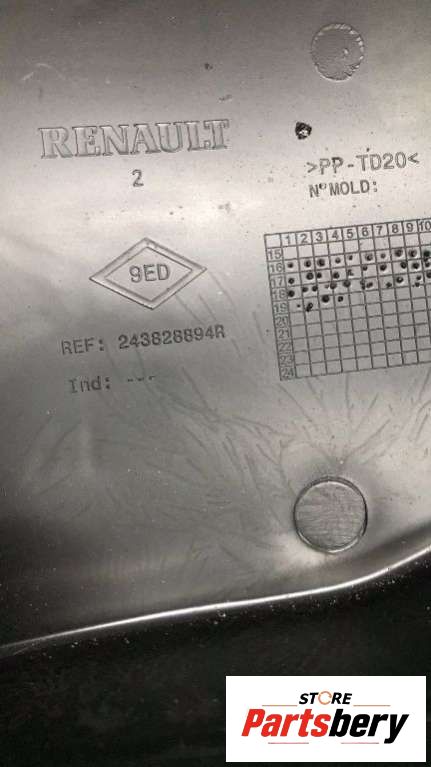 RENAULT
2
>PP-TD20<
N° MOLD:
1 2 3 4 5 6 7 8 9 10
15
16
17
18
19
20
21
22
23
24
9ED
REF: 243828894R
Ind: ---
STORE
Partsbery